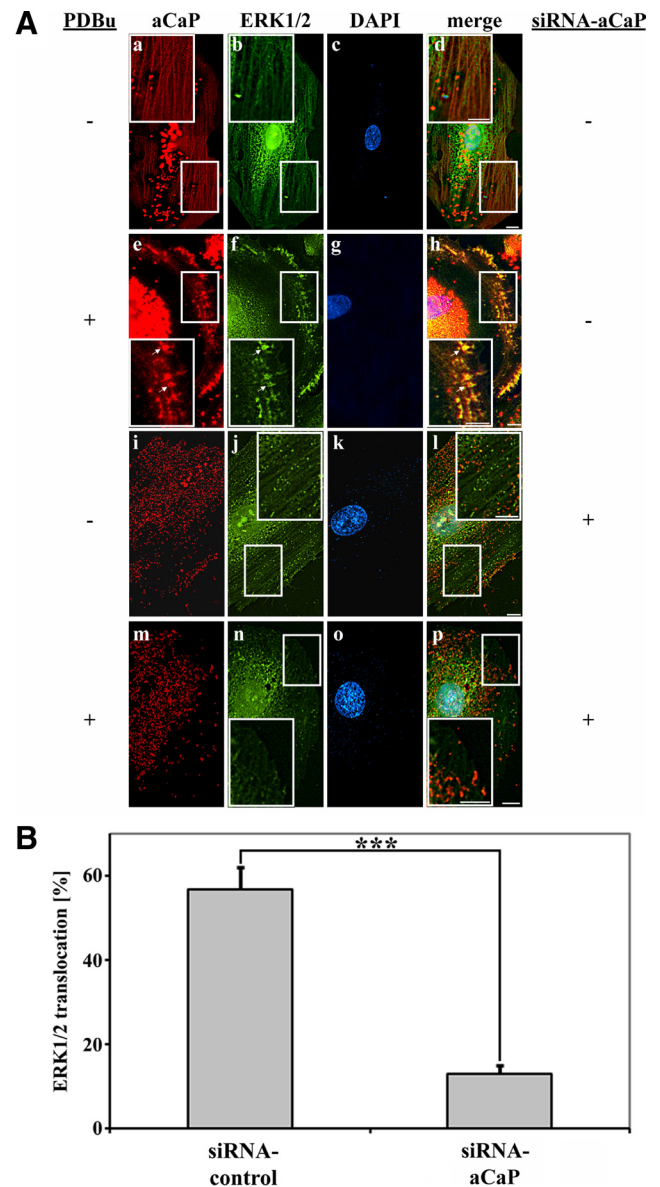 A PDBu aCaP ERK1/2 DAPI merge siRNA-aCaP
a b c d
- -
e f g h
+ -
i j k l
- +
m n o p
+ +
B
***
ERK1/2 translocation [%]
60
40
20
0
siRNA-control siRNA-aCaP